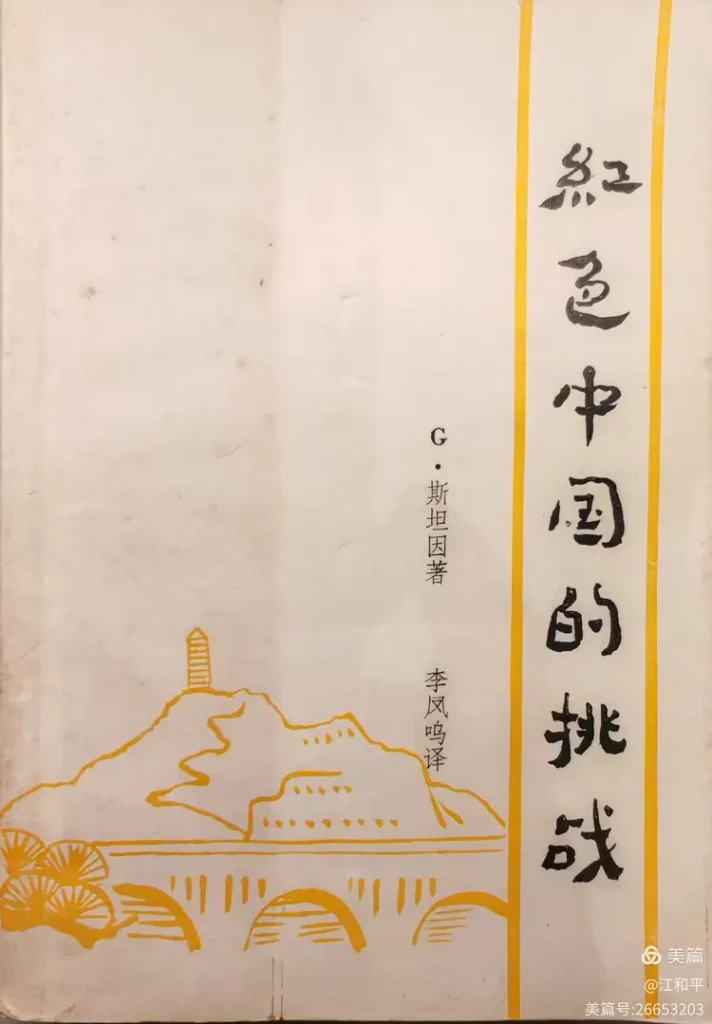 紅色中国的挑战
G·斯坦因著
李凤鸣译
美篇
@江和平
美篇号:26653203